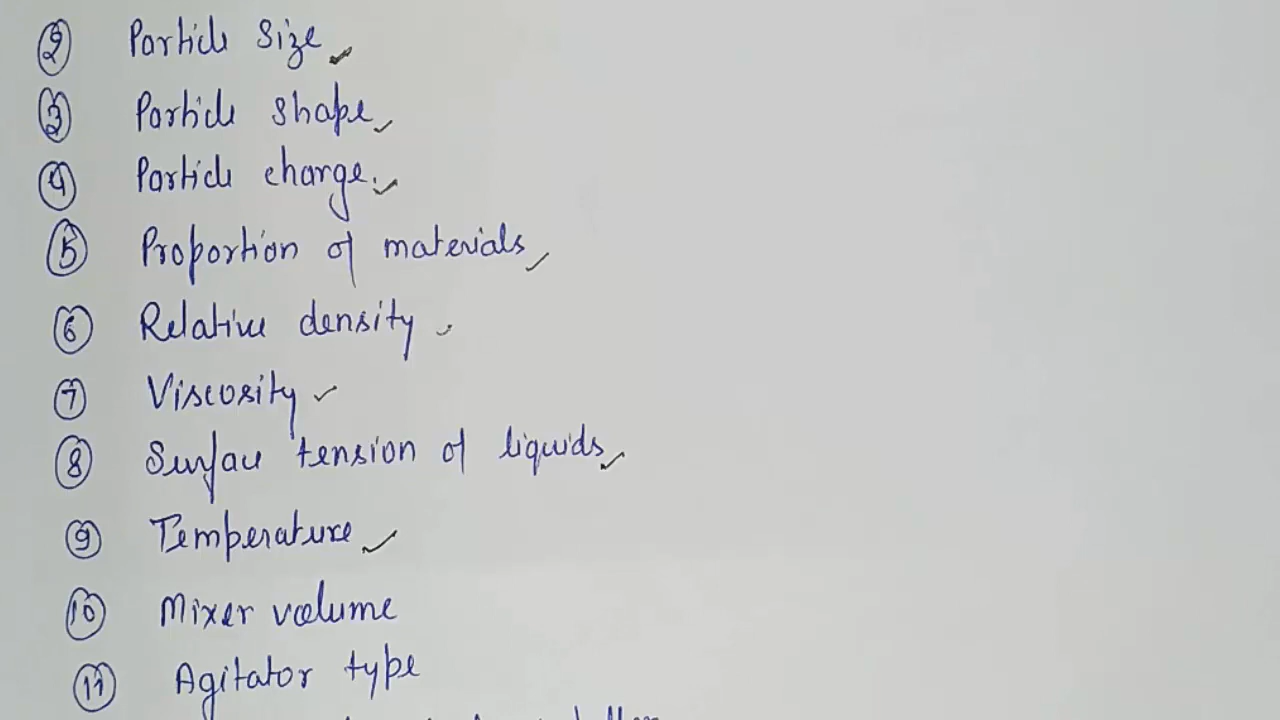 ② Particle Size
③ Particle shape
④ Particle charge.
⑤ Proportion of materials
⑥ Relative density
⑦ Viscosity
⑧ Surface tension of liquids
⑨ Temperature
⑩ Mixer volume
⑪ Agitator type